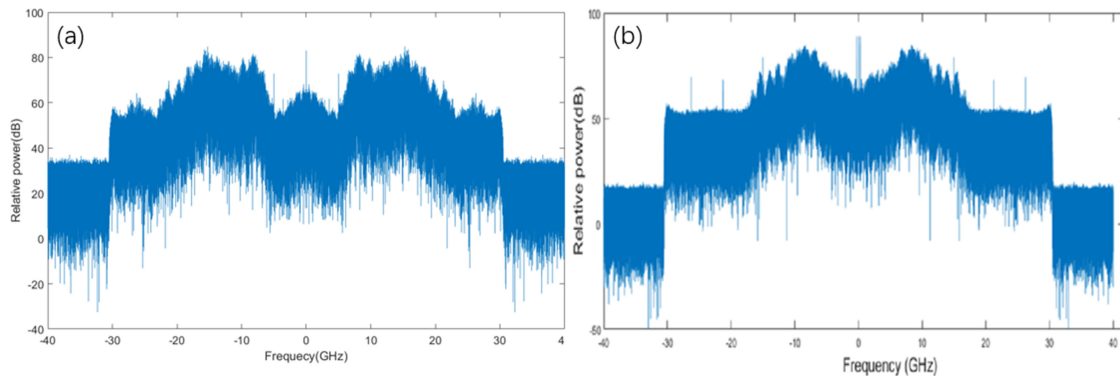 (a)
100
80
60
40
20
0
-20
-40
-40 -30 -20 -10 0 10 20 30 4
Relative power(dB)
Frequecy(GHz)
(b)
100
50
0
-50
-40 -30 -20 -10 0 10 20 30 40
Relative power(dB)
Frequency (GHz)